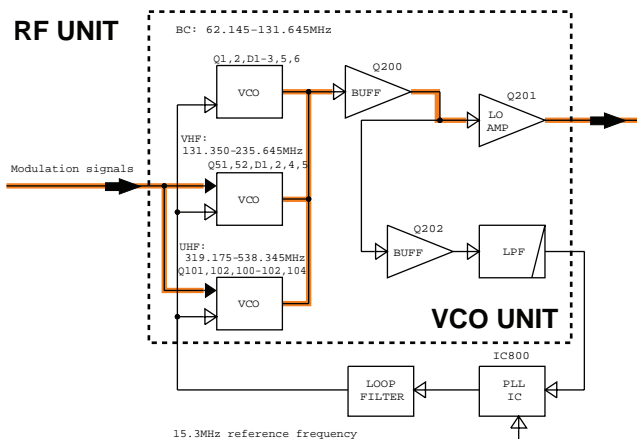 RF UNIT
BC: 62.145–131.645MHz
Q1,2,D1-3,5,6
VCO
Q200
BUFF
Q201
LO
AMP
VHF:
131.350-235.645MHz
Q51,52,D1,2,4,5
VCO
Modulation signals
UHF:
319.175-538.345MHz
Q101,102,100-102,104
VCO
Q202
BUFF
LPF
VCO UNIT
LOOP
FILTER
IC800
PLL
IC
15.3MHz reference frequency